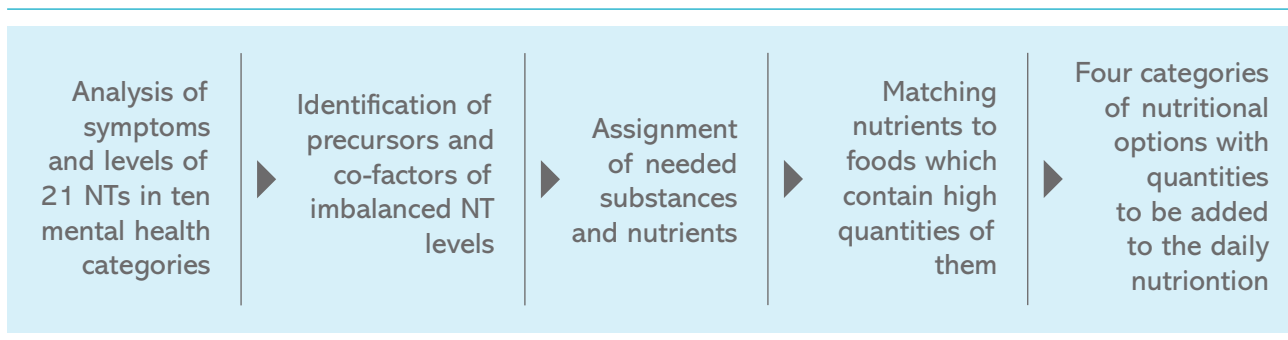 Analysis of
symptoms
and levels of
21 NTs in ten
mental health
categories
Identification of
precursors and
co-factors of
imbalanced NT
levels
Assignment
of needed
substances
and nutrients
Matching
nutrients to
foods which
contain high
quantities of
them
Four categories
of nutritional
options with
quantities
to be added
to the daily
nutriontion